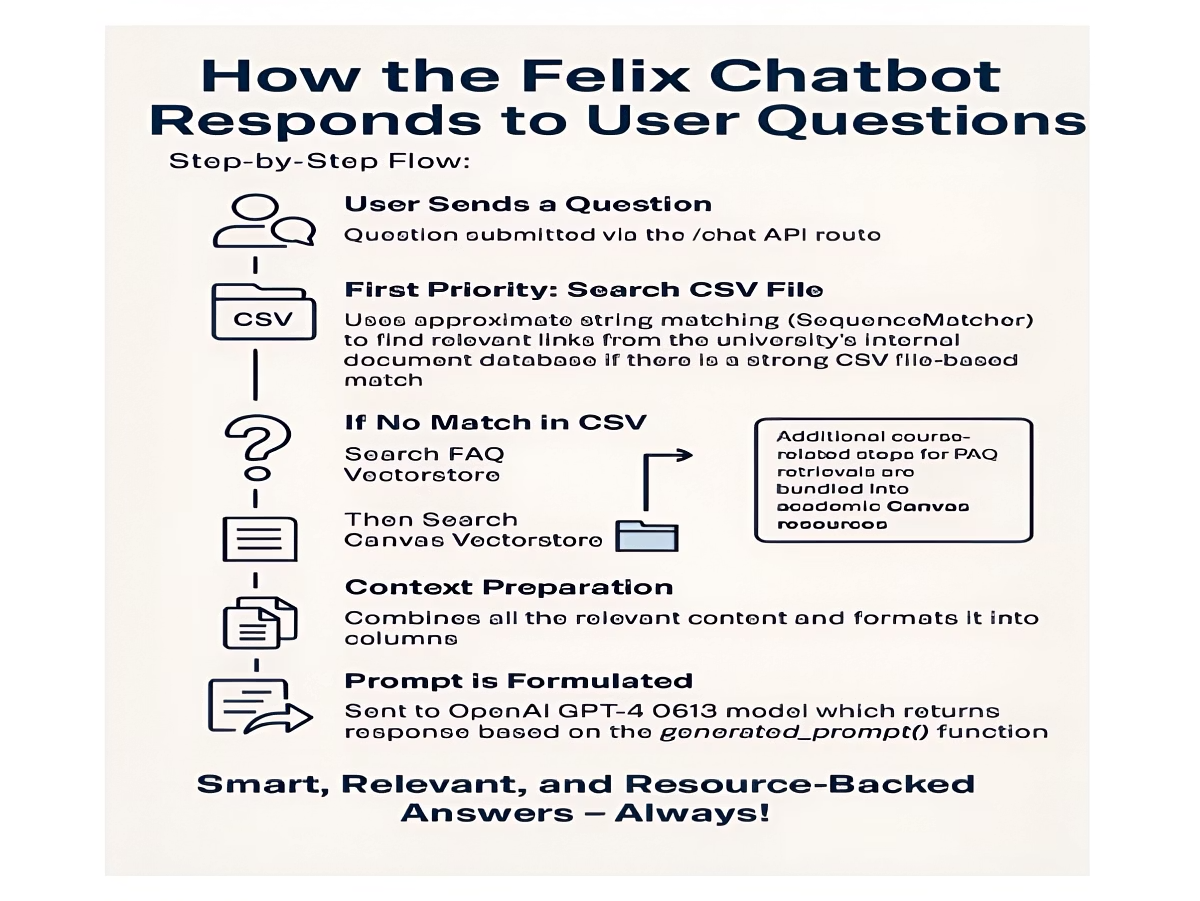 How the Felix Chatbot
Responds to User Questions
Step-by-Step Flow:
User Sends a Question
Question submitted via the /chat API route
CSV
First Priority: Search CSV File
Uses approximate string matching (SequenceMatcher)
to find relevant links from the university's internal
document database if there is a strong CSV file-based
match
If No Match in CSV
Search FAQ
Vectorstore
Then Search
Canvas Vectorstore
Additional course-
related steps for PAQ
retrievals are
bundled into
academic Canvas
resources
Context Preparation
Combines all the relevant content and formats it into
columns
Prompt is Formulated
Sent to OpenAI GPT-4 0613 model which returns
response based on the generated_prompt() function
Smart, Relevant, and Resource-Backed
Answers – Always!